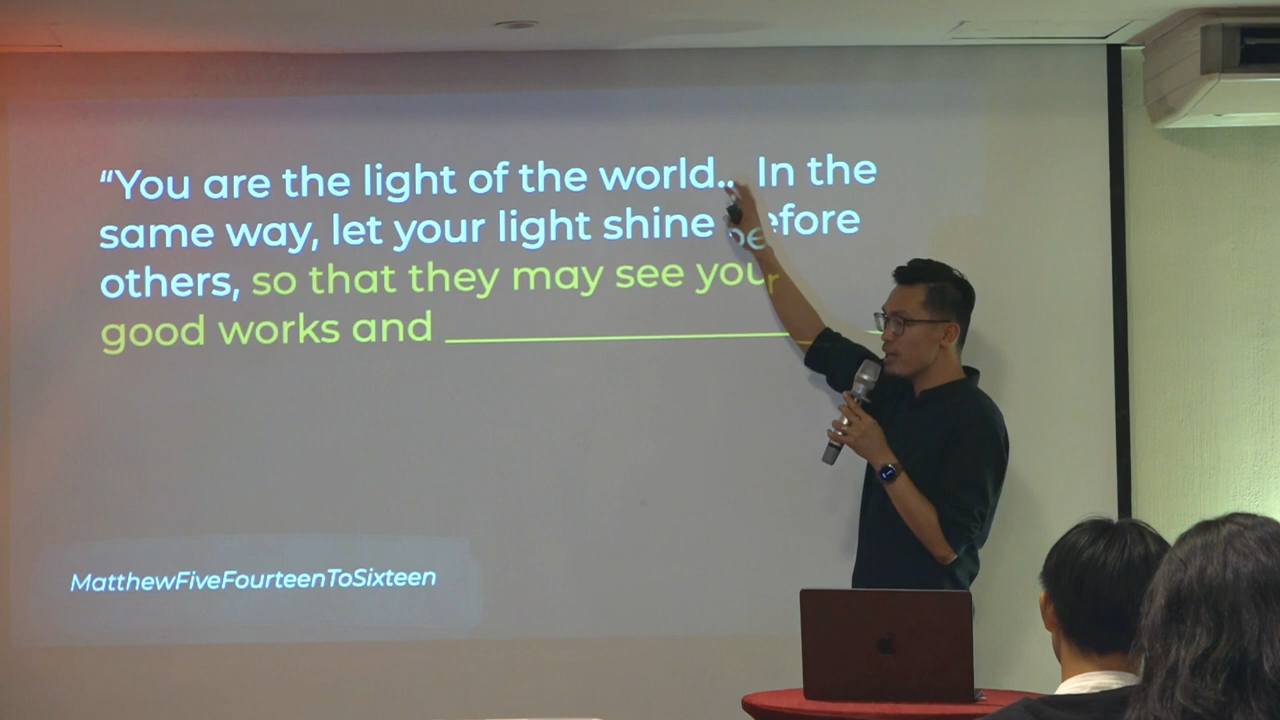 “You are the light of the world.. In the
same way, let your light shine before
others, so that they may see your
good works and ____________________
MatthewFiveFourteenToSixteen